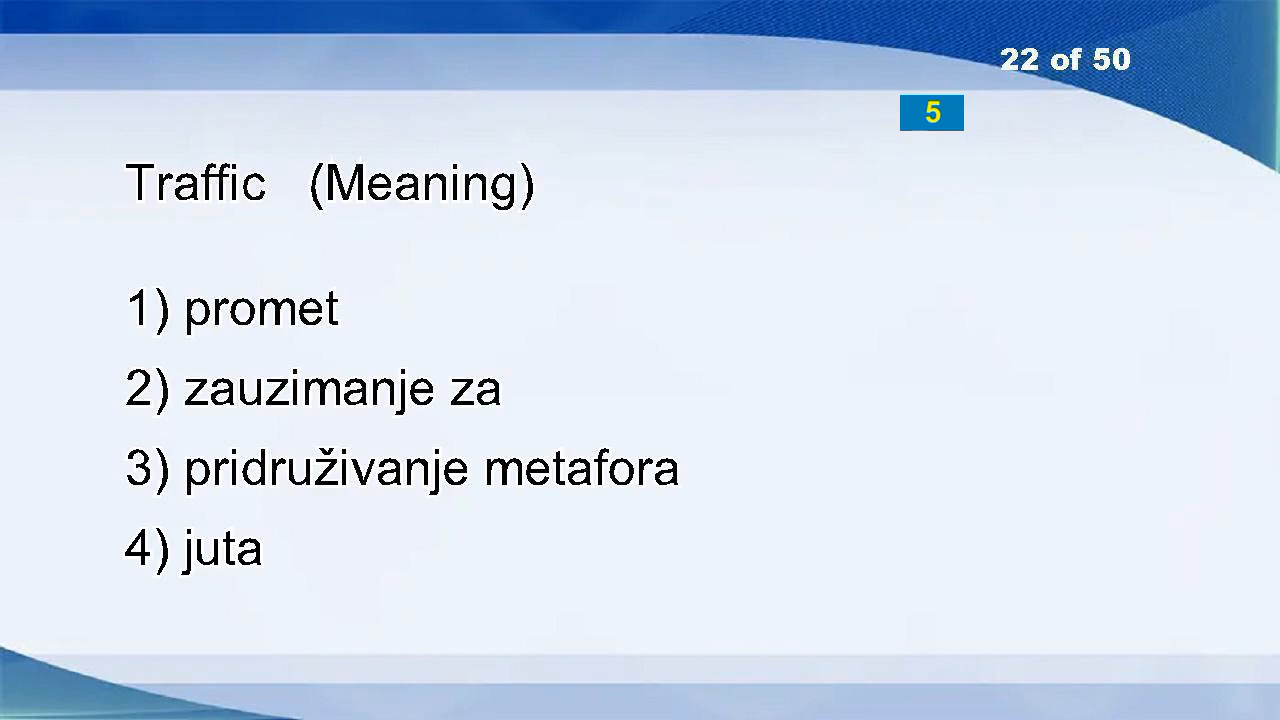 22 of 50
5
Traffic (Meaning)
1) promet
2) zauzimanje za
3) pridruživanje metafora
4) juta